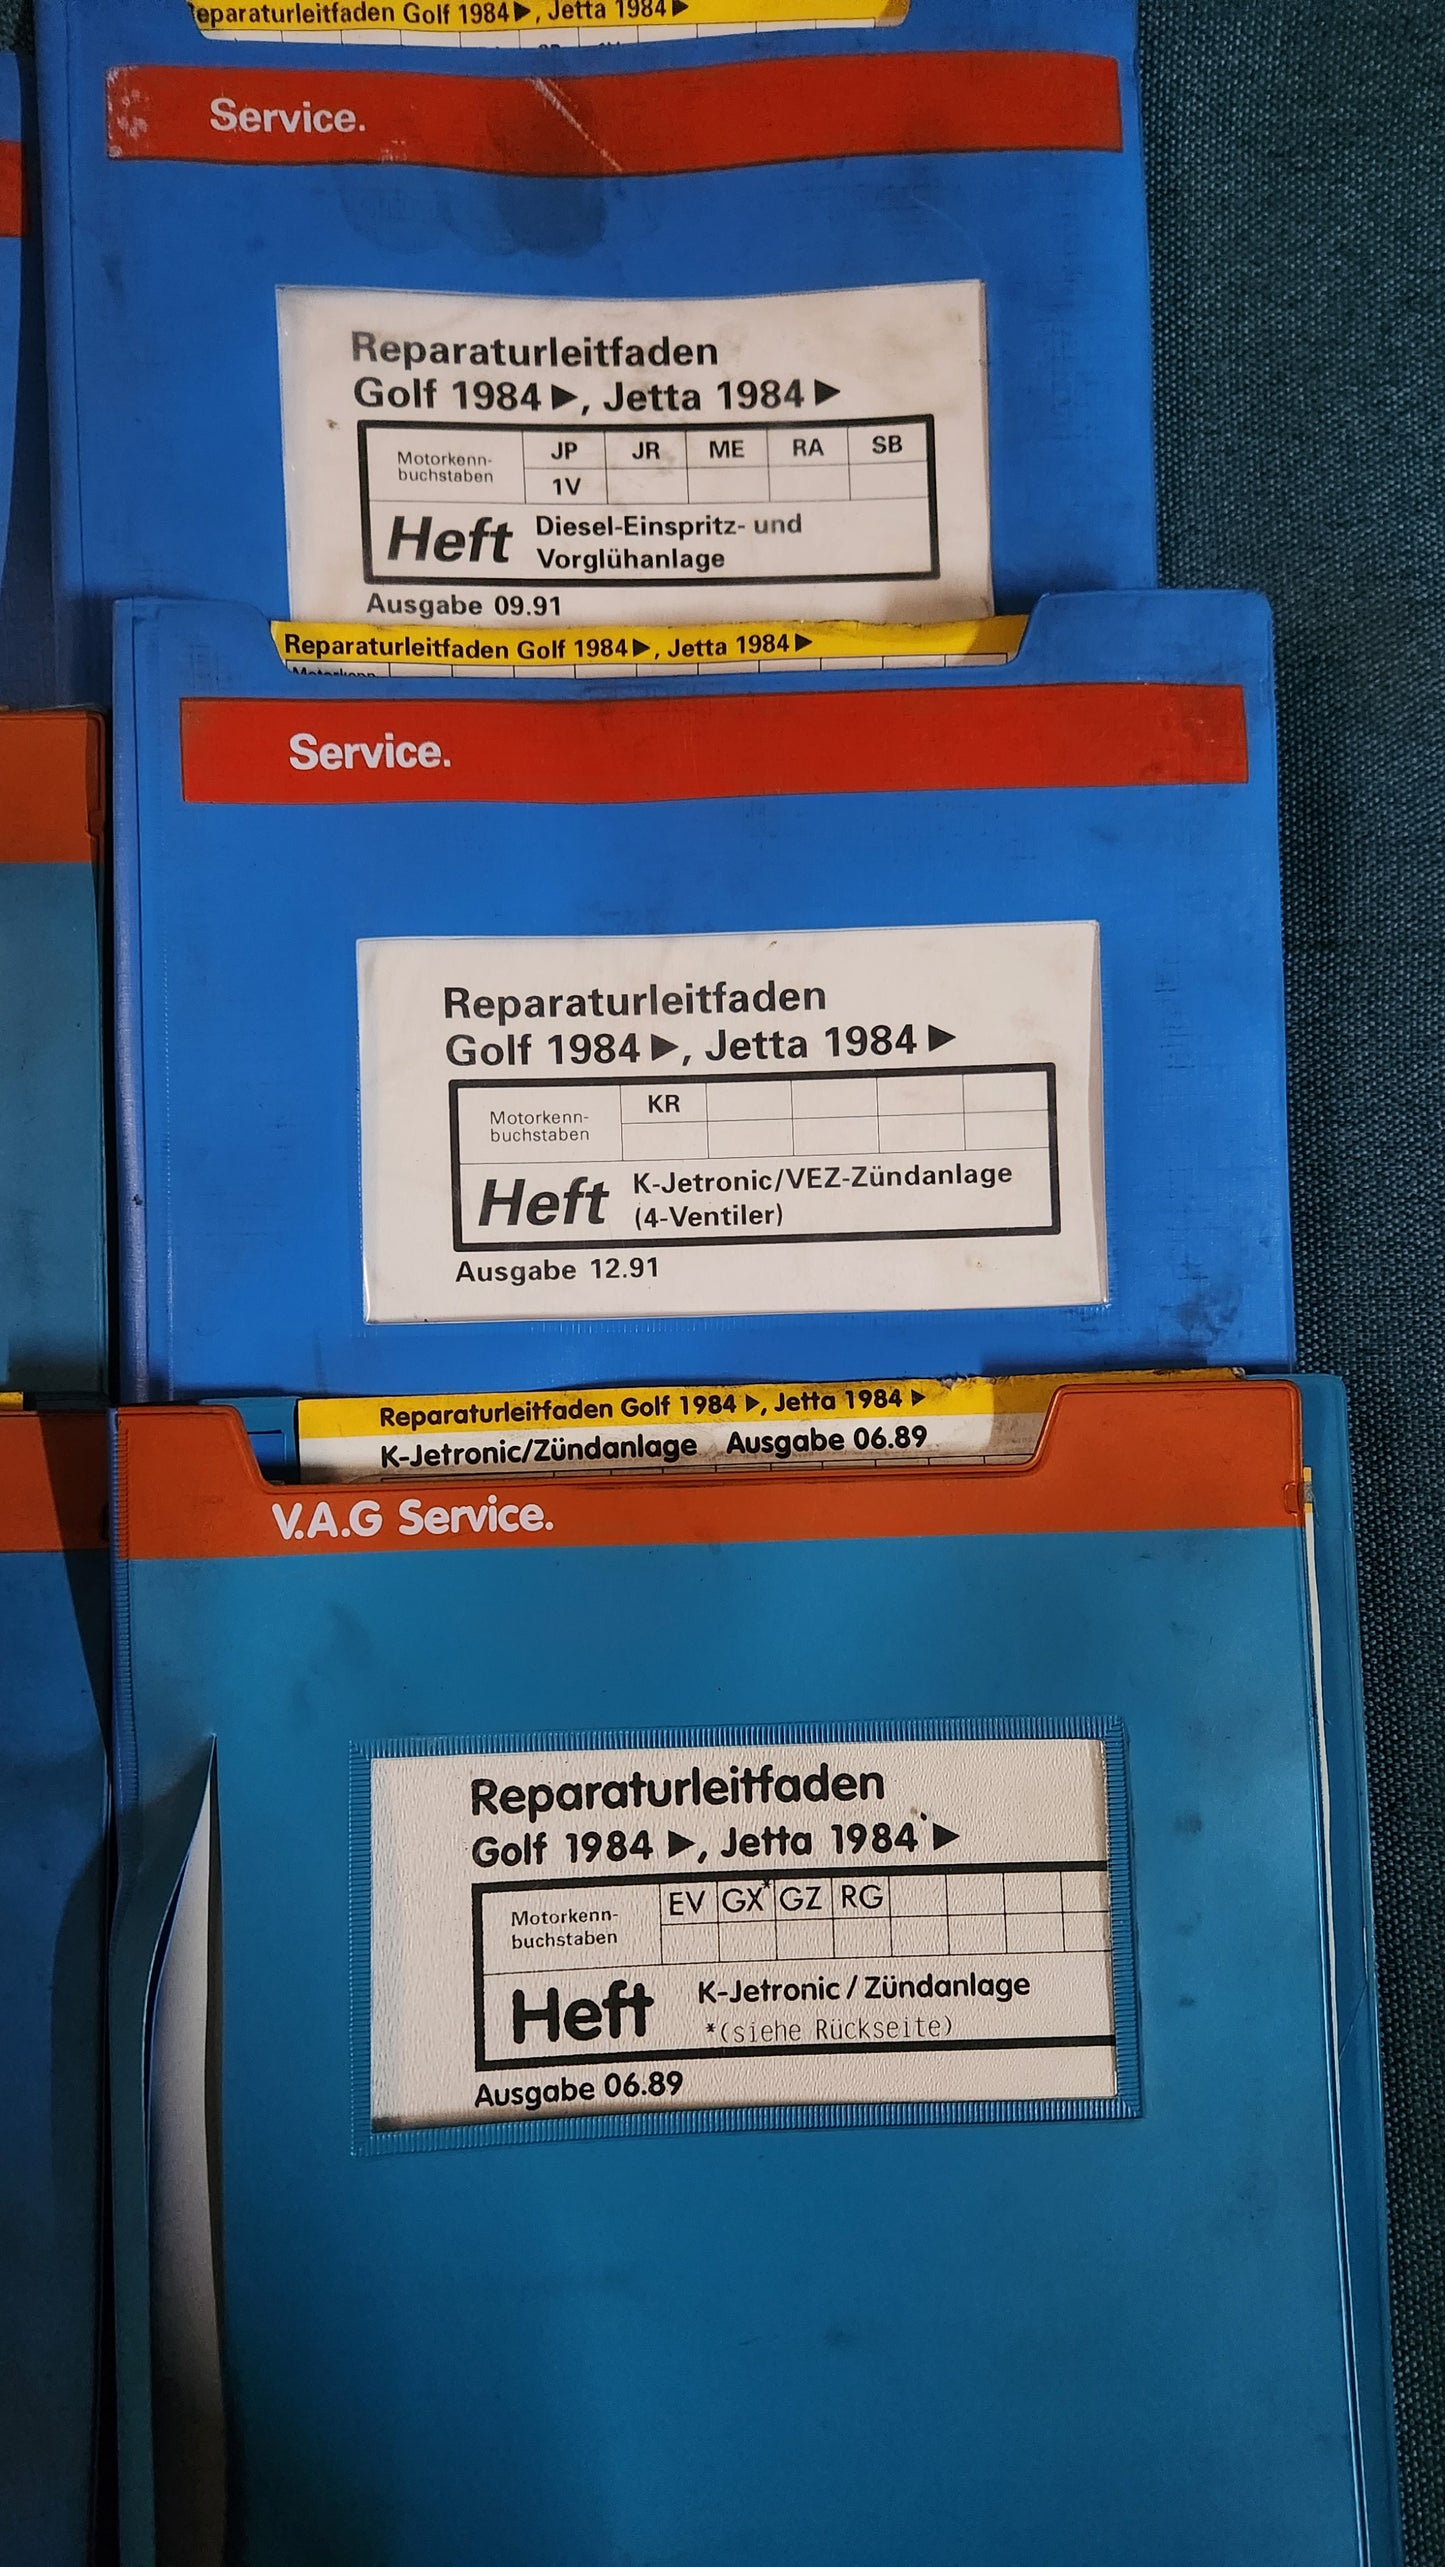 Reparaturleitfaden Golf 1984▶, Jetta 1984▶
Service.
Reparaturleitfaden
Golf 1984▶, Jetta 1984▶
Motorkenn-
buchstaben
JP JR ME RA SB
1V
Heft
Diesel-Einspritz- und
Vorglühanlage
Ausgabe 09.91
Reparaturleitfaden Golf 1984▶, Jetta 1984▶
Service.
Reparaturleitfaden
Golf 1984▶, Jetta 1984▶
Motorkenn-
buchstaben
KR
Heft
K-Jetronic/VEZ-Zündanlage
(4-Ventiler)
Ausgabe 12.91
Reparaturleitfaden Golf 1984▶, Jetta 1984▶
K-Jetronic/Zündanlage Ausgabe 06.89
V.A.G Service.
Reparaturleitfaden
Golf 1984 ▶, Jetta 1984 ▶
Motorkenn-
buchstaben
EV GX* GZ RG
Heft
K-Jetronic / Zündanlage
*(siehe Rückseite)
Ausgabe 06.89